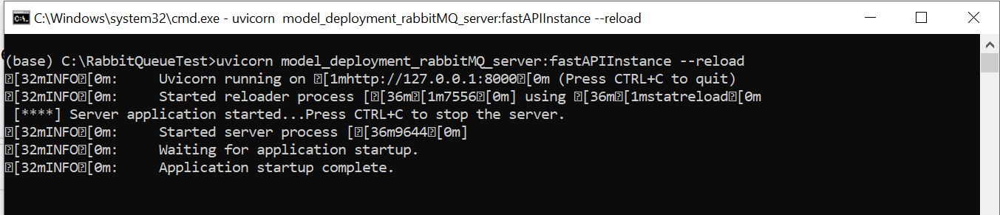 C:\Windows\system32\cmd.exe - uvicorn  model_deployment_rabbitMQ_server:fastAPIInstance --reload
(base) C:\RabbitQueueTest>uvicorn model_deployment_rabbitMQ_server:fastAPIInstance --reload
�[32mINFO�[0m:     Uvicorn running on �[1mhttp://127.0.0.1:8000�[0m (Press CTRL+C to quit)
�[32mINFO�[0m:     Started reloader process [�[36m�[1m7556�[0m] using �[36m�[1mstatreload�[0m
 [****] Server application started...Press CTRL+C to stop the server.
�[32mINFO�[0m:     Started server process [�[36m9644�[0m]
�[32mINFO�[0m:     Waiting for application startup.
�[32mINFO�[0m:     Application startup complete.